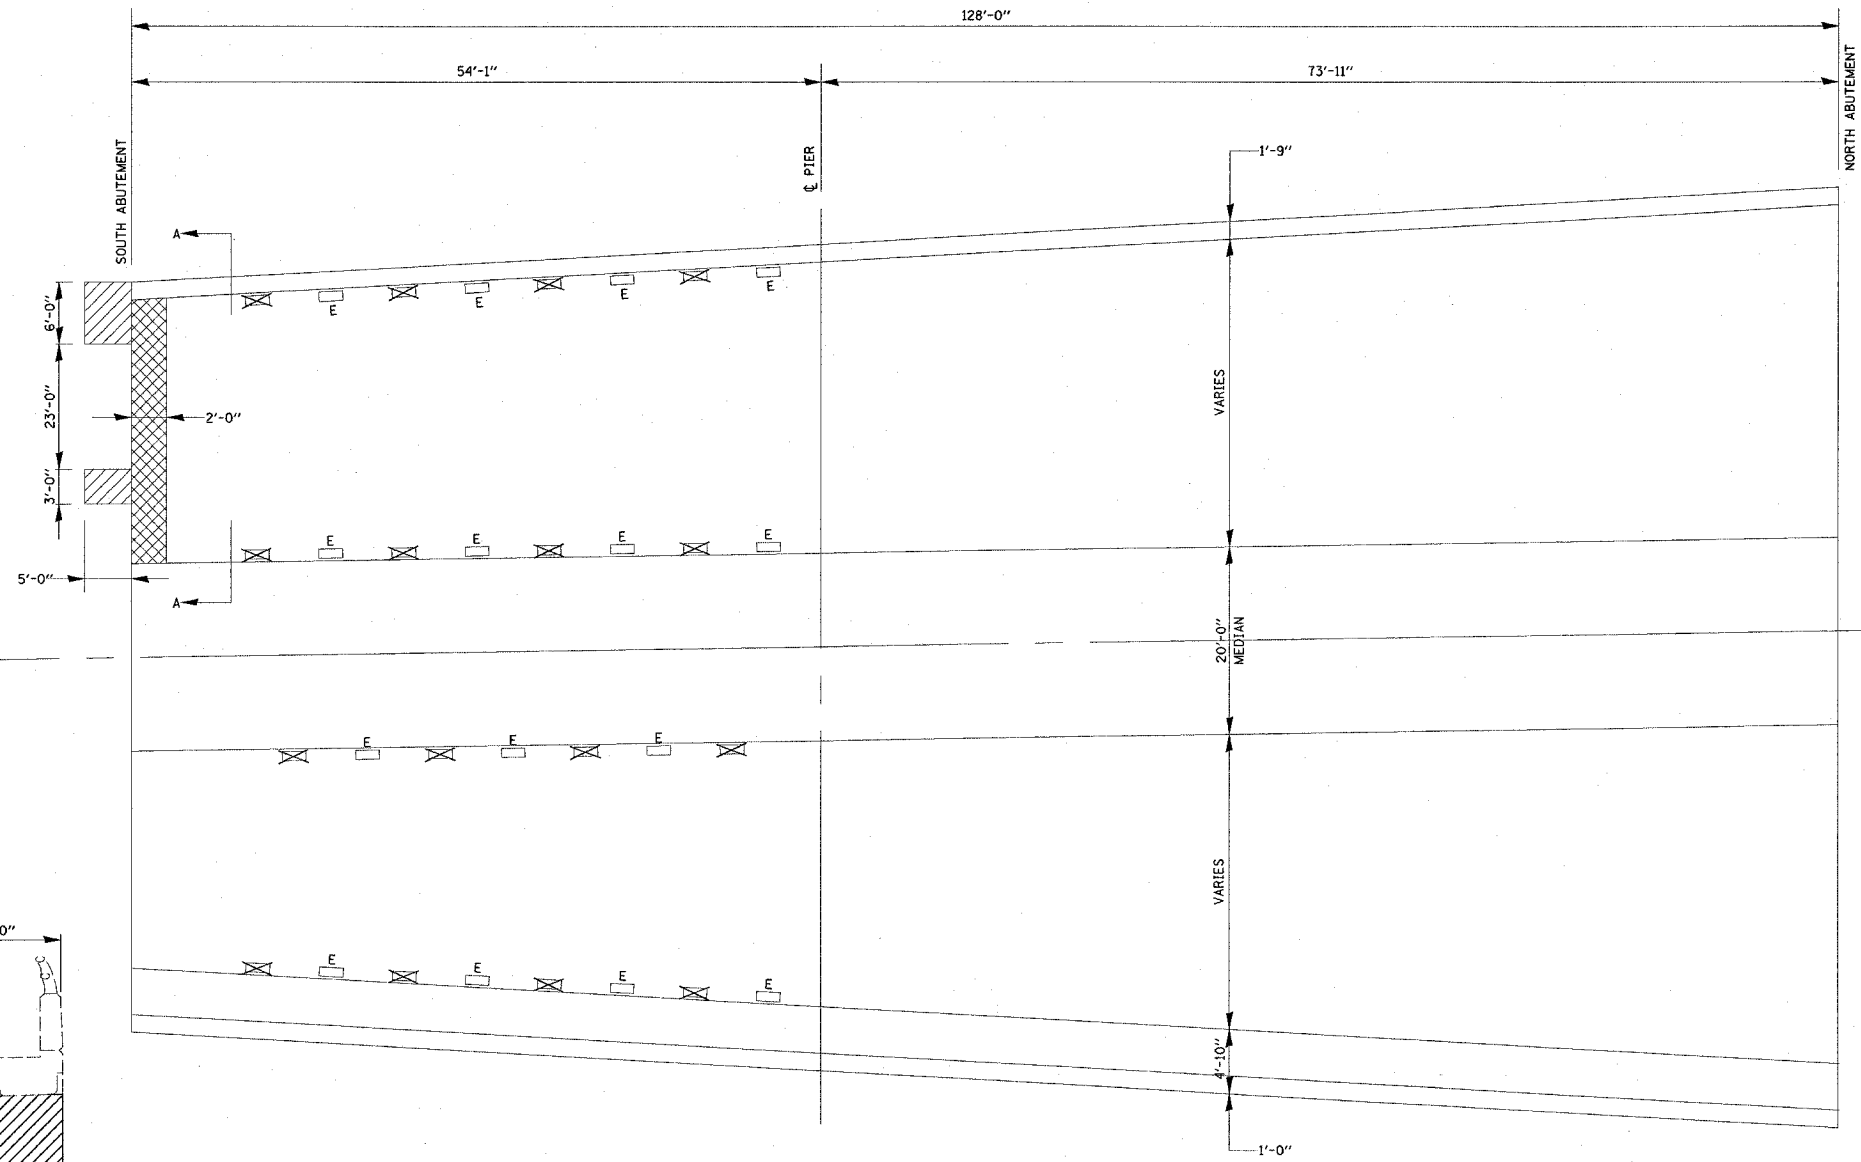 128'-0"
54'-1"
73'-11"
SOUTH ABUTEMENT
℄ PIER
NORTH ABUTEMENT
1'-9"
A
6'-0"
E
E
E
E
23'-0"
2'-0"
VARIES
3'-0"
E
E
E
E
5'-0"
A
20'-0"
MEDIAN
E
E
E
VARIES
0"
C
C
E
E
E
E
4'-10"
1'-0"